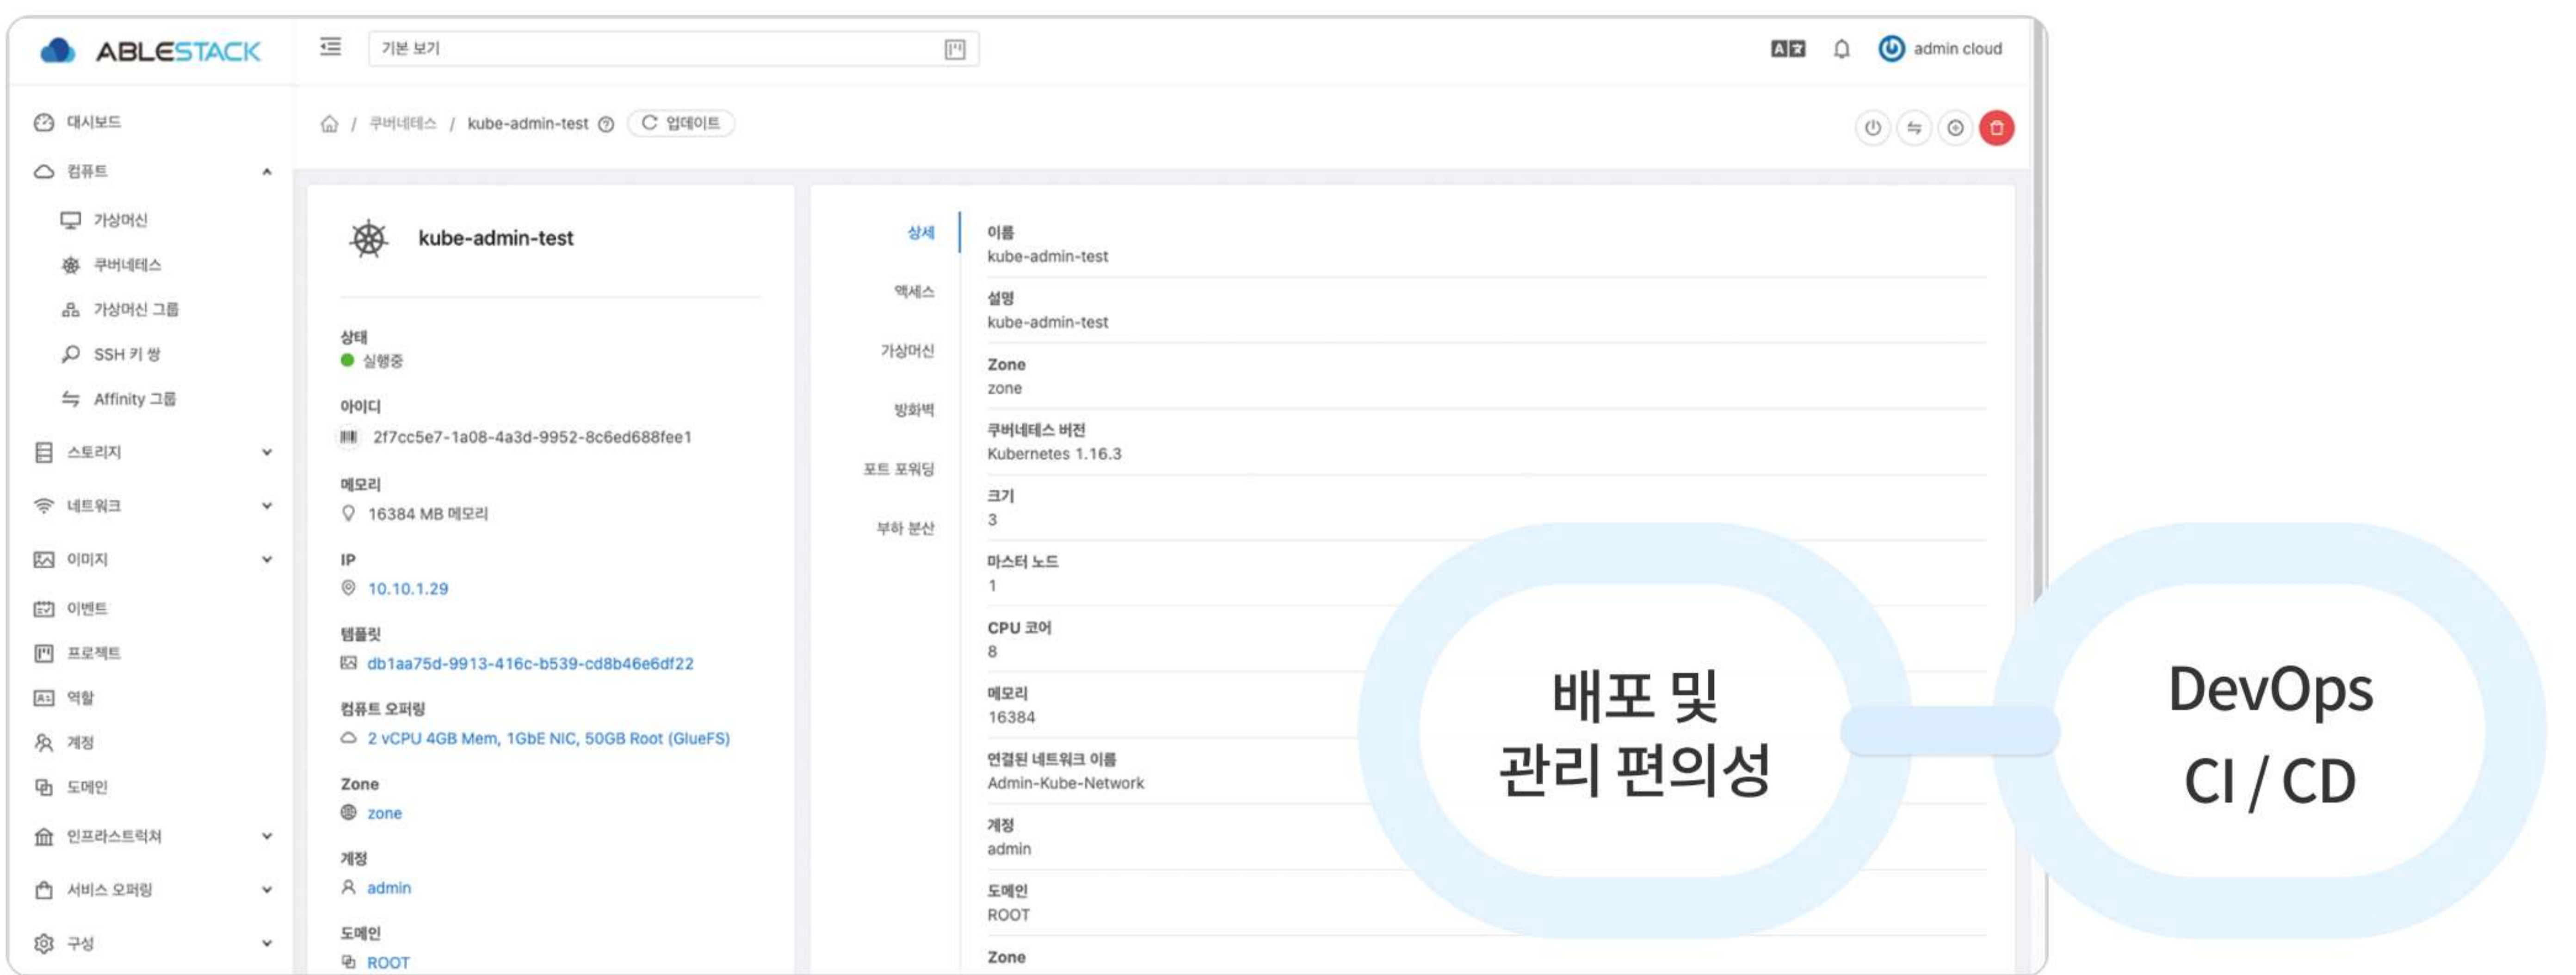 ABLESTACK
기본 보기
admin cloud
대시보드
컴퓨트
가상머신
쿠버네테스
가상머신 그룹
SSH 키 쌍
Affinity 그룹
스토리지
네트워크
이미지
이벤트
프로젝트
역할
계정
도메인
인프라스트럭쳐
서비스 오퍼링
구성
/ 쿠버네테스 / kube-admin-test 업데이트
kube-admin-test
상태
실행중
아이디
2f7cc5e7-1a08-4a3d-9952-8c6ed688fee1
메모리
16384 MB 메모리
IP
10.10.1.29
템플릿
db1aa75d-9913-416c-b539-cd8b46e6df22
컴퓨트 오퍼링
2 vCPU 4GB Mem, 1GbE NIC, 50GB Root (GlueFS)
Zone
zone
계정
admin
도메인
ROOT
상세
액세스
가상머신
방화벽
포트 포워딩
부하 분산
이름
kube-admin-test
설명
kube-admin-test
Zone
zone
쿠버네테스 버전
Kubernetes 1.16.3
크기
3
마스터 노드
1
CPU 코어
8
메모리
16384
연결된 네트워크 이름
Admin-Kube-Network
계정
admin
도메인
ROOT
Zone
배포 및
관리 편의성
DevOps
CI / CD